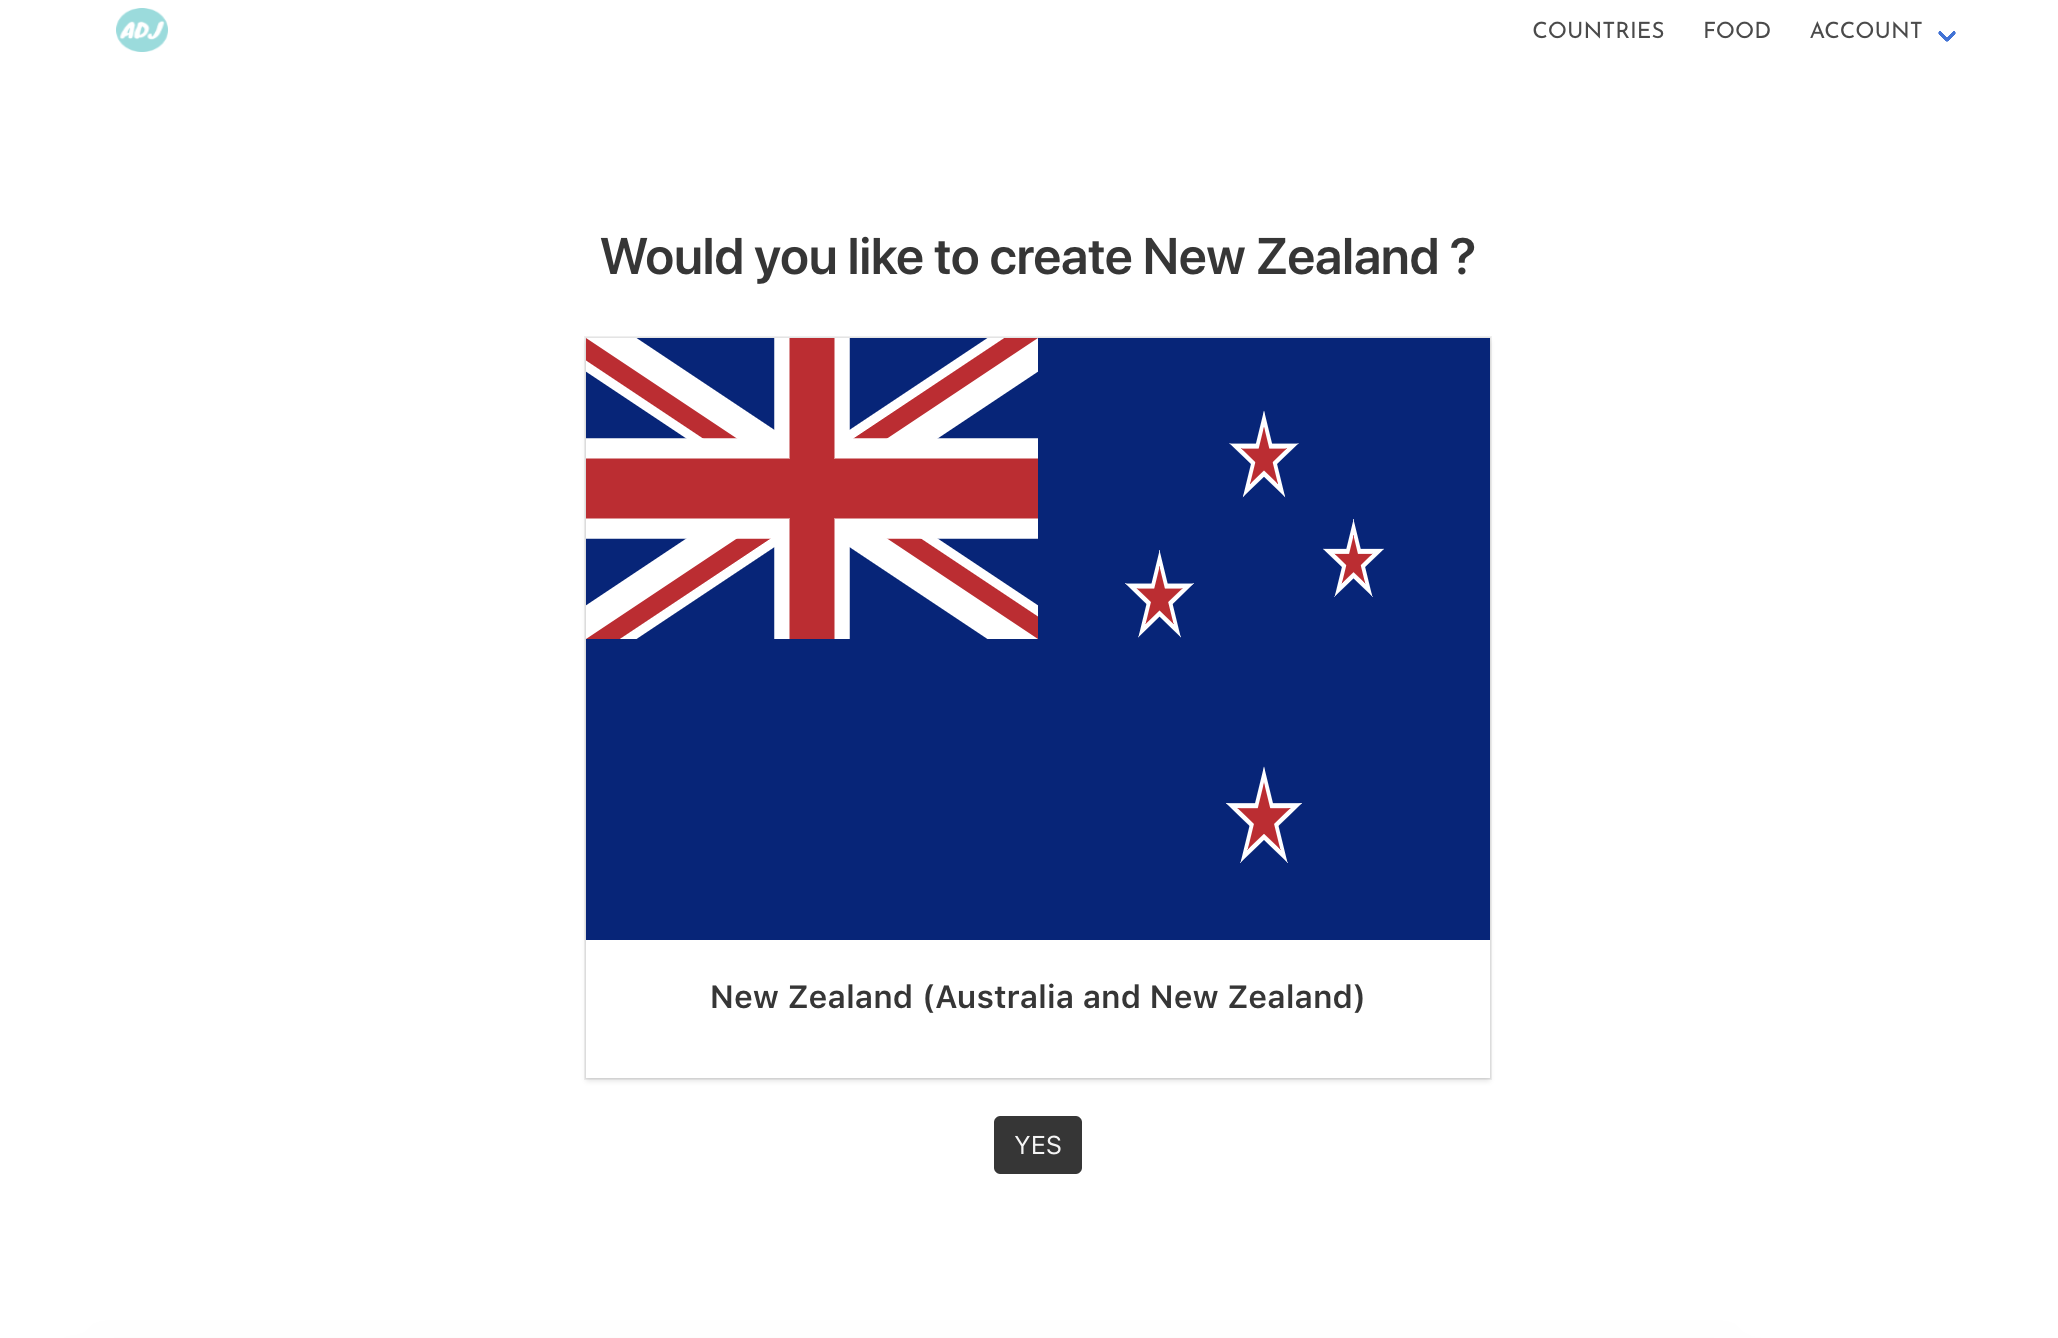 ADJ
COUNTRIES FOOD ACCOUNT
Would you like to create New Zealand ?
New Zealand (Australia and New Zealand)
YES